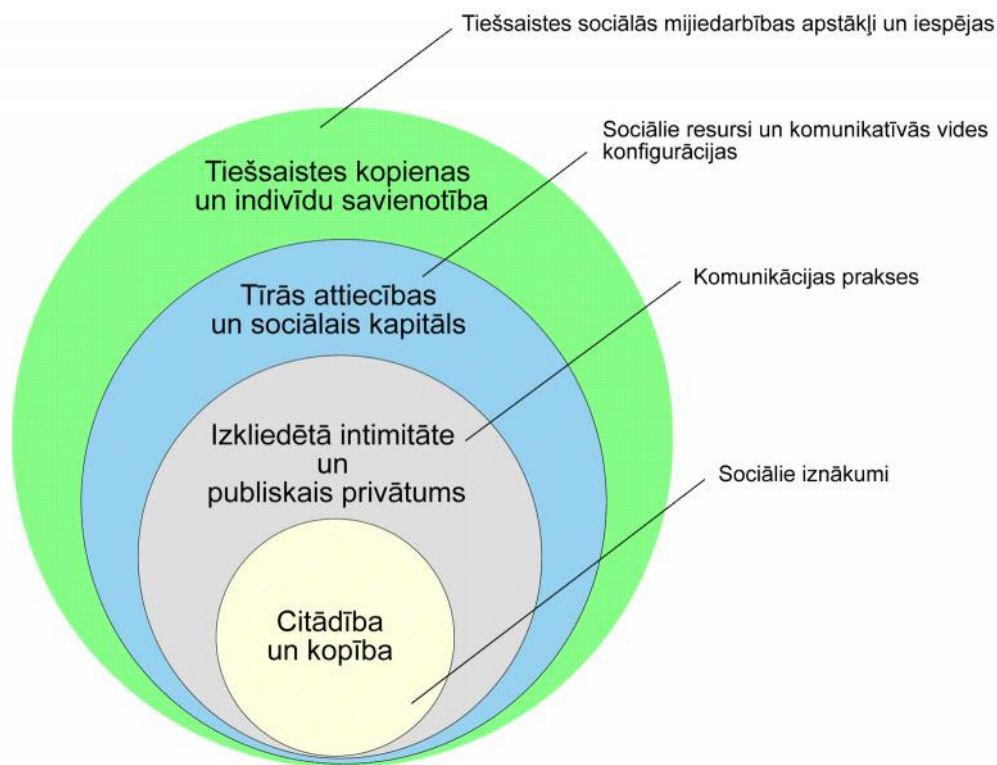 Tiešsaistes sociālās mijiedarbības apstākļi un iespējas
Sociālie resursi un komunikatīvās vides
konfigurācijas
Tiešsaistes kopienas
un indivīdu savienotība
Komunikācijas prakses
Tīrās attiecības
un sociālais kapitāls
Izkliedētā intimitāte
un
publiskais privātums
Sociālie iznākumi
Citādība
un kopība